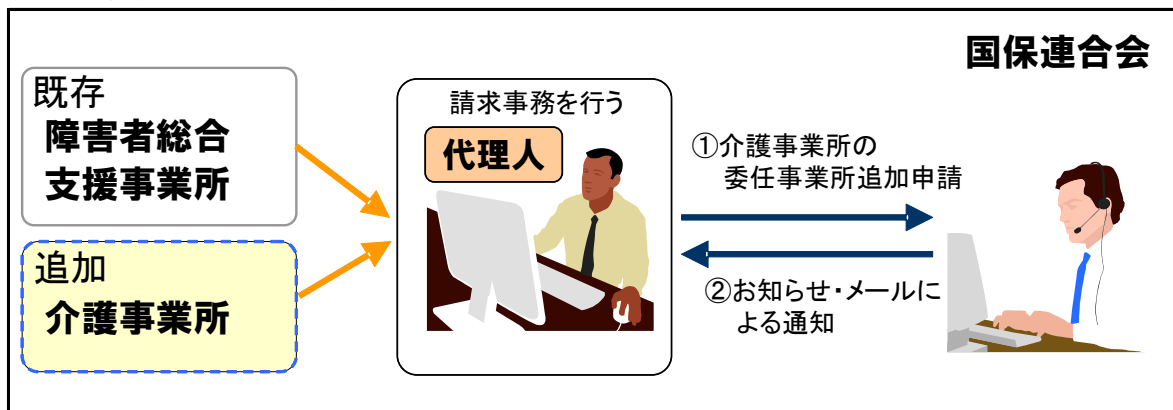 国保連合会
既存
障害者総合
支援事業所
追加
介護事業所
請求事務を行う
代理人
①介護事業所の
委任事業所追加申請
②お知らせ・メールに
よる通知